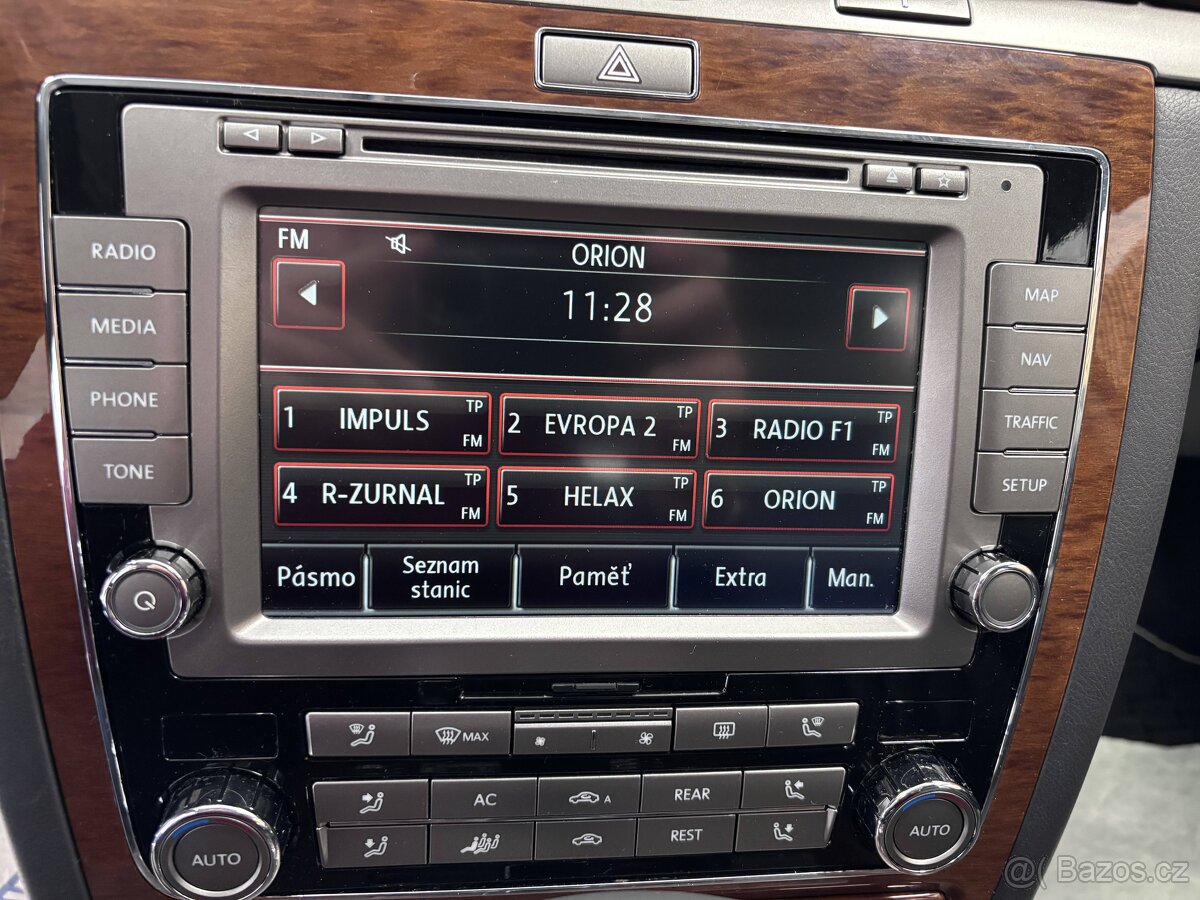 FM
ORION
11:28
RADIO
MEDIA
PHONE
TONE
MAP
NAV
TRAFFIC
SETUP
1 IMPULS TP FM
2 EVROPA 2 TP FM
3 RADIO F1 TP FM
4 R-ZURNAL TP FM
5 HELAX TP FM
6 ORION TP FM
Pásmo
Seznam
stanic
Paměť
Extra
Man.
MAX
AC
A
REAR
REST
AUTO
AUTO
@( Bazos.cz